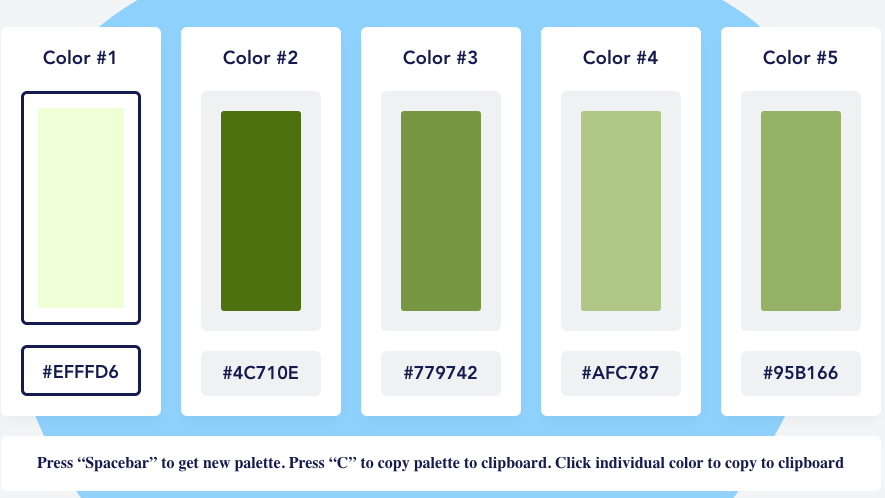 Color #1
Color #2
Color #3
Color #4
Color #5
#EFFFD6
#4C710E
#779742
#AFC787
#95B166
Press “Spacebar” to get new palette. Press “C” to copy palette to clipboard. Click individual color to copy to clipboard